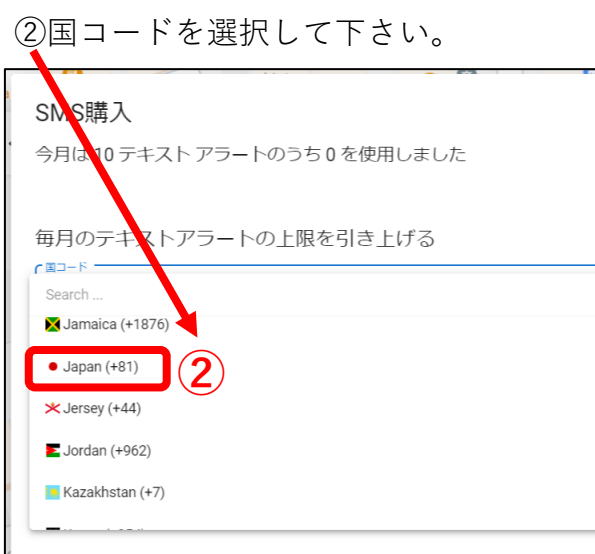 ②国コードを選択して下さい。
SMS購入
今月は 10 テキスト アラートのうち 0 を使用しました
毎月のテキストアラートの上限を引き上げる
国コード
Search ...
Jamaica (+1876)
Japan (+81)
②
Jersey (+44)
Jordan (+962)
Kazakhstan (+7)